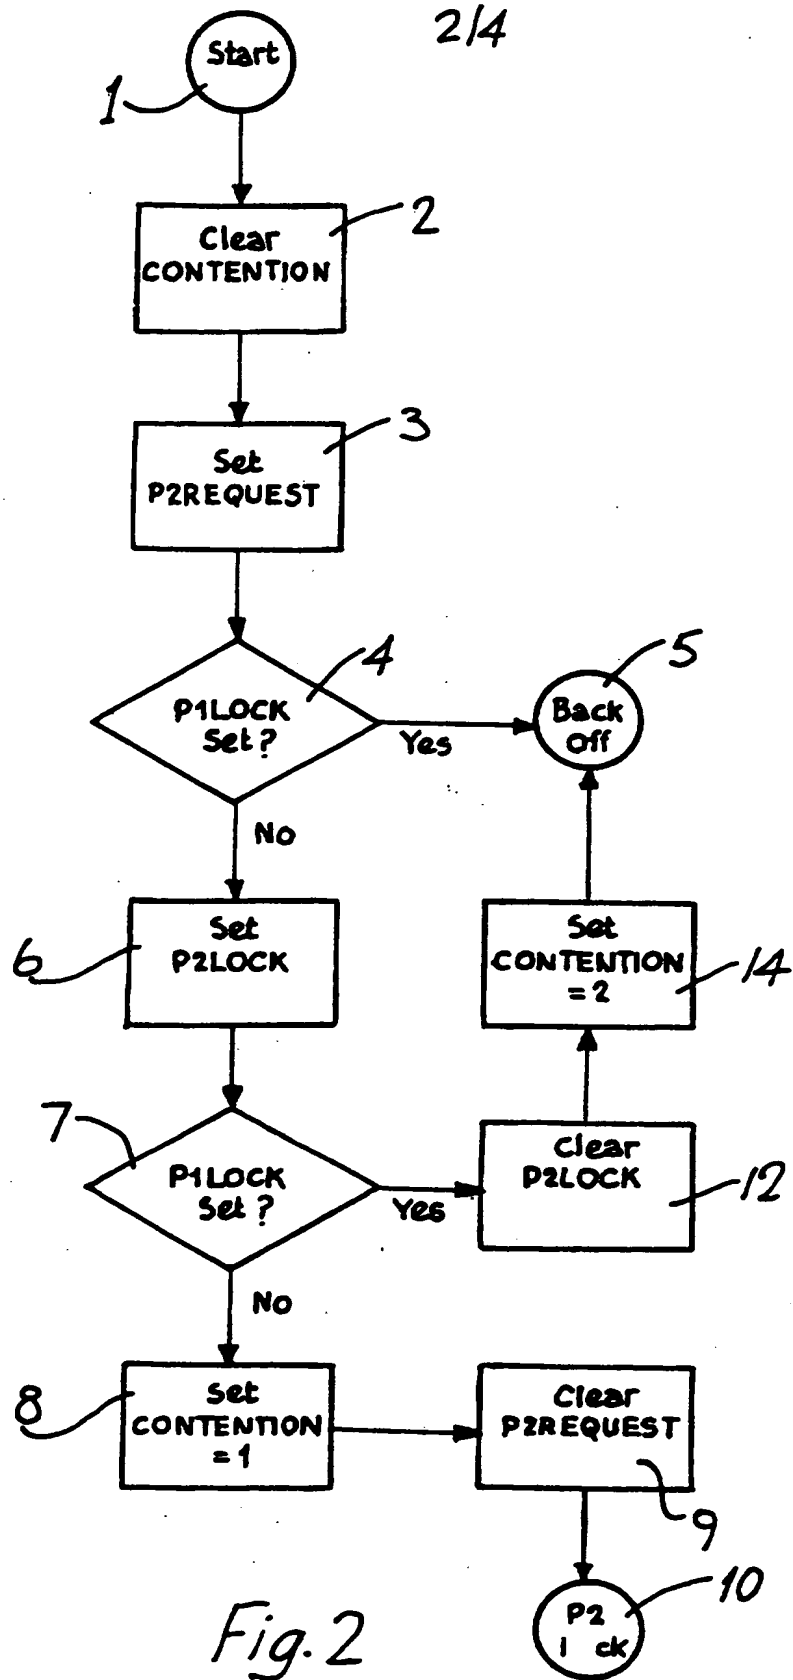 2/4
Start
1
Clear
CONTENTION
2
Set
P2REQUEST
3
P1LOCK
Set?
4
Yes
Back
Off
5
No
Set
P2LOCK
6
Set
CONTENTION
=2
14
P1LOCK
Set?
7
Yes
Clear
P2LOCK
12
No
Set
CONTENTION
=1
8
Clear
P2REQUEST
9
P2
10
Fig. 2